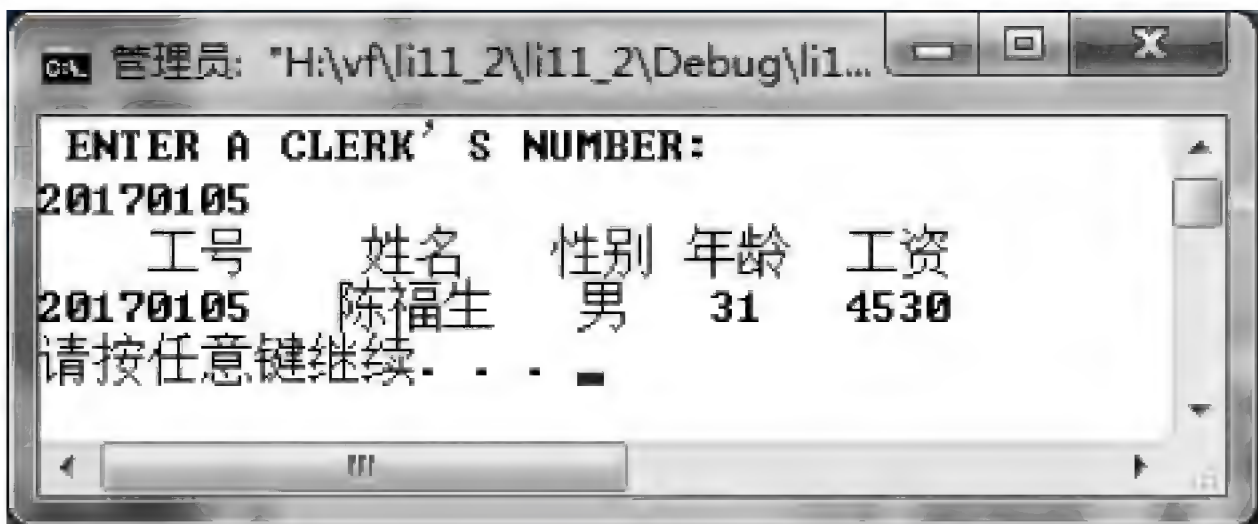 管理员: "H:\vf\li11_2\li11_2\Debug\li1...
ENTER A CLERK’S NUMBER:
20170105
工号 姓名 性别 年龄 工资
20170105 陈福生 男 31 4530
请按任意键继续. . .